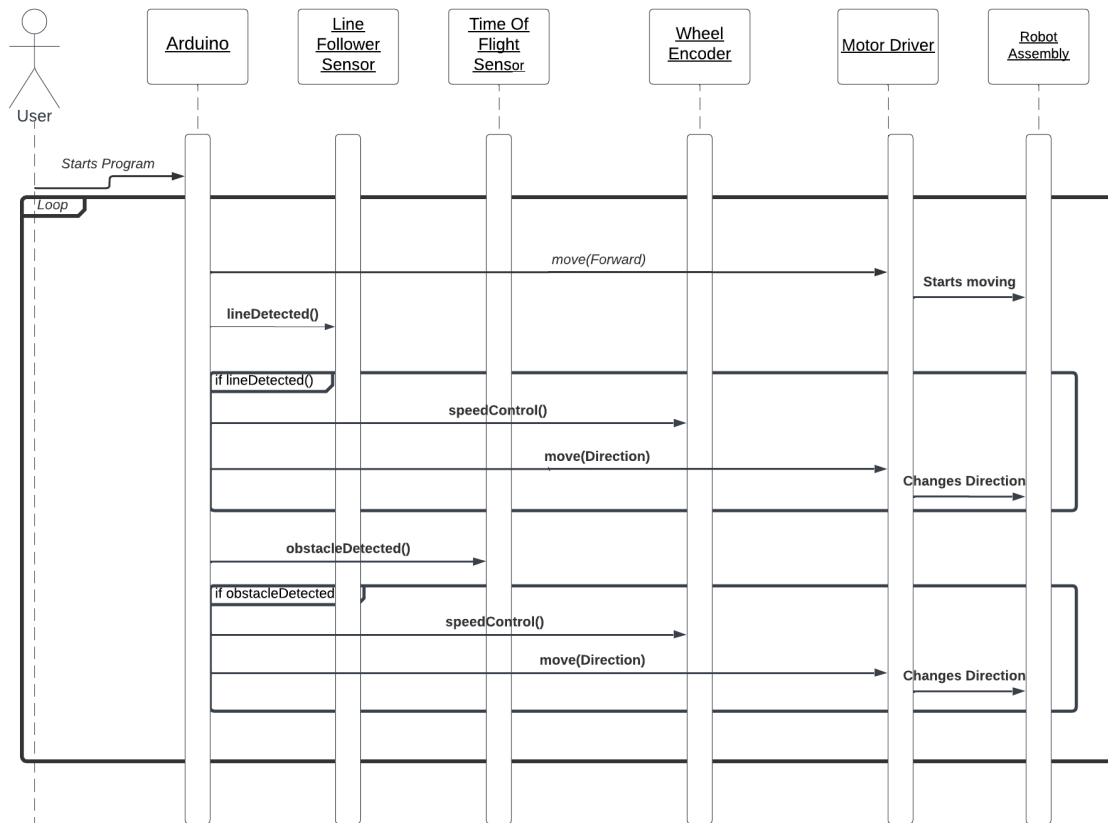 User
Arduino
Line
Follower
Sensor
Time Of
Flight
Sensor
Wheel
Encoder
Motor Driver
Robot
Assembly
Starts Program
Loop
move(Forward)
Starts moving
lineDetected()
if lineDetected()
speedControl()
move(Direction)
Changes Direction
obstacleDetected()
if obstacleDetected
speedControl()
move(Direction)
Changes Direction